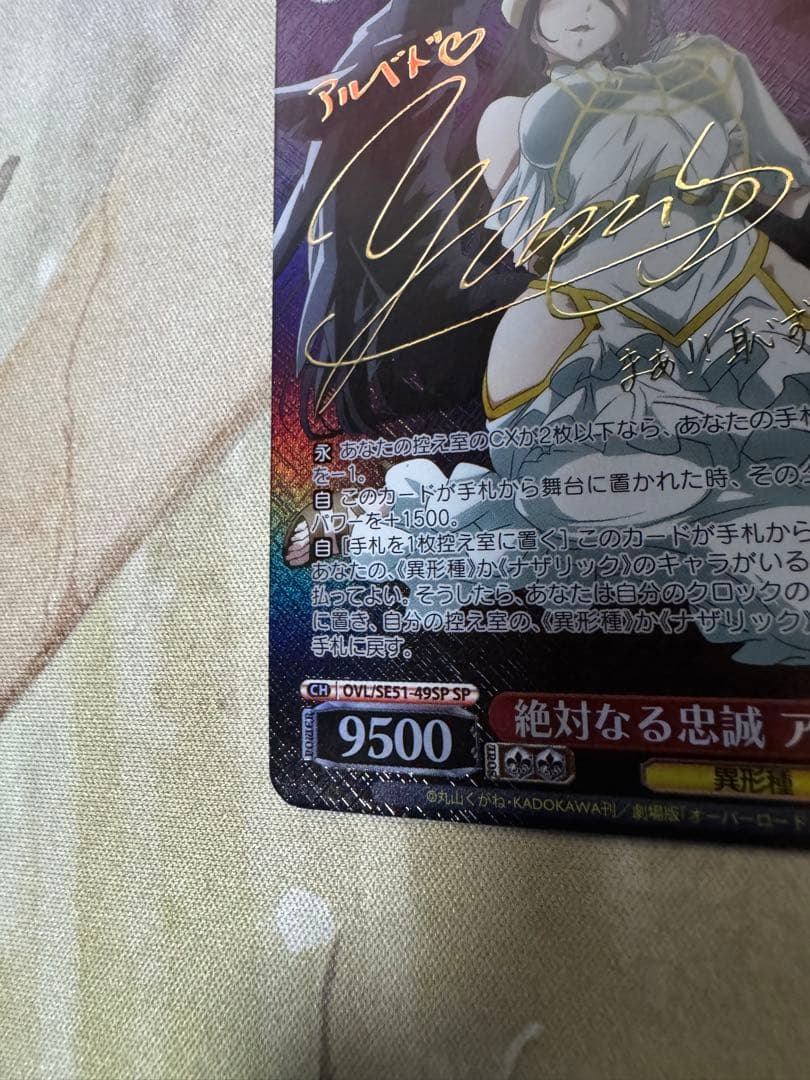 アルベド♡
Yumi
まあ!! 恥ず
永 あなたの控え室のCXが2枚以下なら、あなたの手札
を-1。
自 このカードが手札から舞台に置かれた時、その
パワーを+1500。
自 [手札を1枚控え室に置く] このカードが手札から
あなたの、《異形種》か《ナザリック》のキャラがいる
払ってよい。そうしたら、あなたは自分のクロックの
に置き、自分の控え室の、《異形種》か《ナザリック》
手札に戻す。
CH OVL/SE51-49SP SP
POWER 9500
絶対なる忠誠 ア
異形種
©丸山くがね・KADOKAWA刊/劇場版「オーバーロード